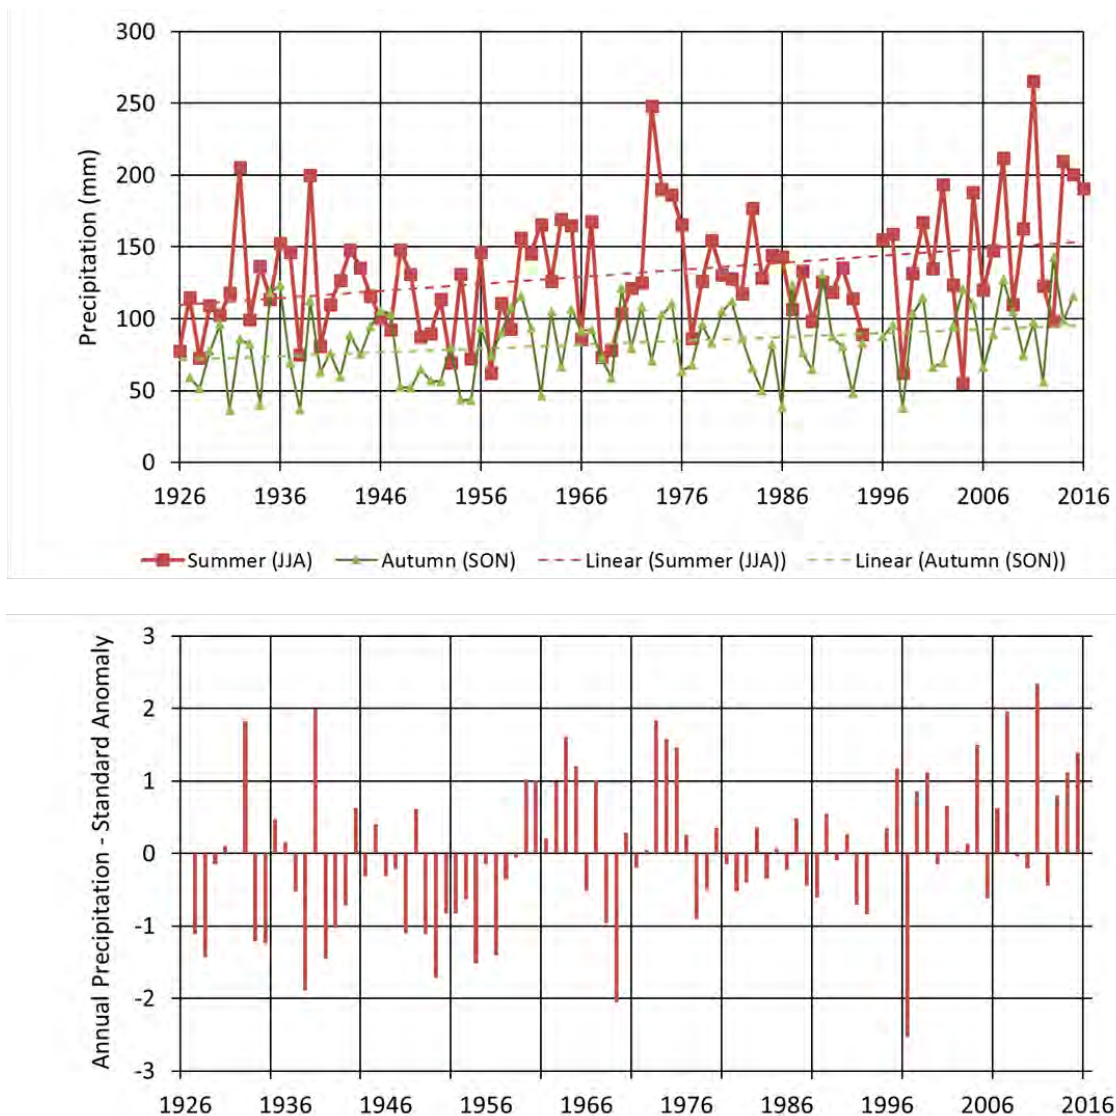 300
250
200
150
100
50
0
Precipitation (mm)
1926 1936 1946 1956 1966 1976 1986 1996 2006 2016
Summer (JJA) Autumn (SON) Linear (Summer (JJA)) Linear (Autumn (SON))
3
2
1
0
-1
-2
-3
Annual Precipitation - Standard Anomaly
1926 1936 1946 1956 1966 1976 1986 1996 2006 2016